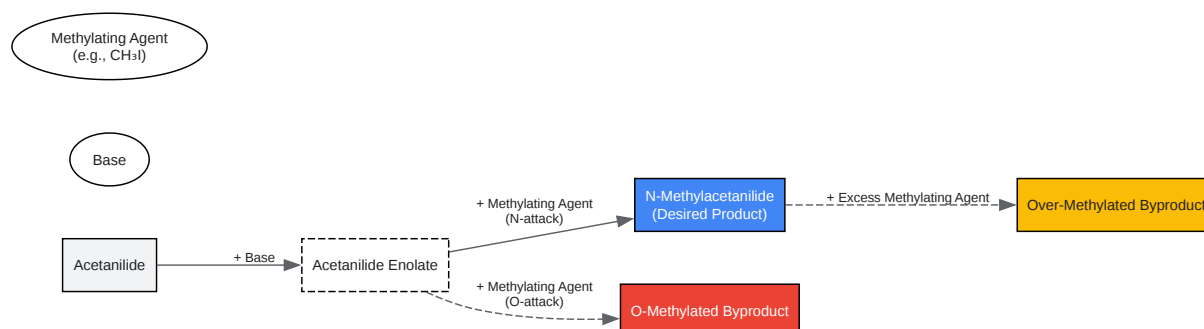 Methylating Agent
(e.g., CH₃I)
Base
Acetanilide
+ Base
Acetanilide Enolate
+ Methylating Agent
(N-attack)
+ Methylating Agent
(O-attack)
N-Methylacetanilide
(Desired Product)
+ Excess Methylating Agent
Over-Methylated Byproduct
O-Methylated Byproduct